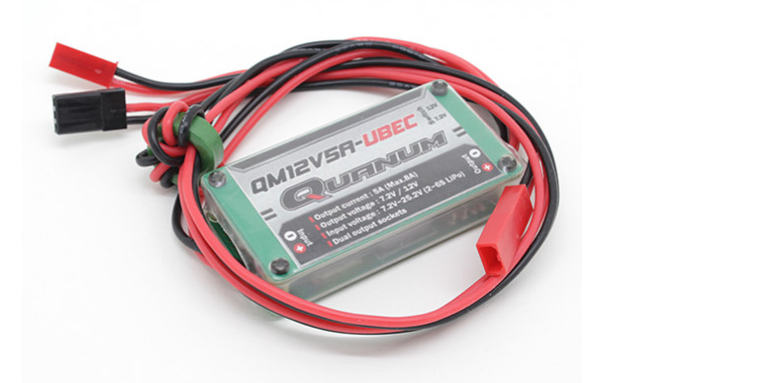 12V
7.2V
QM12V5A-UBEC
QUANUM
Output
Output current : 5A (Max.8A)
Output voltage : 7.2V / 12V
Input voltage : 7.2V~25.2V (2-6S LiPo)
Dual output sockets
Input